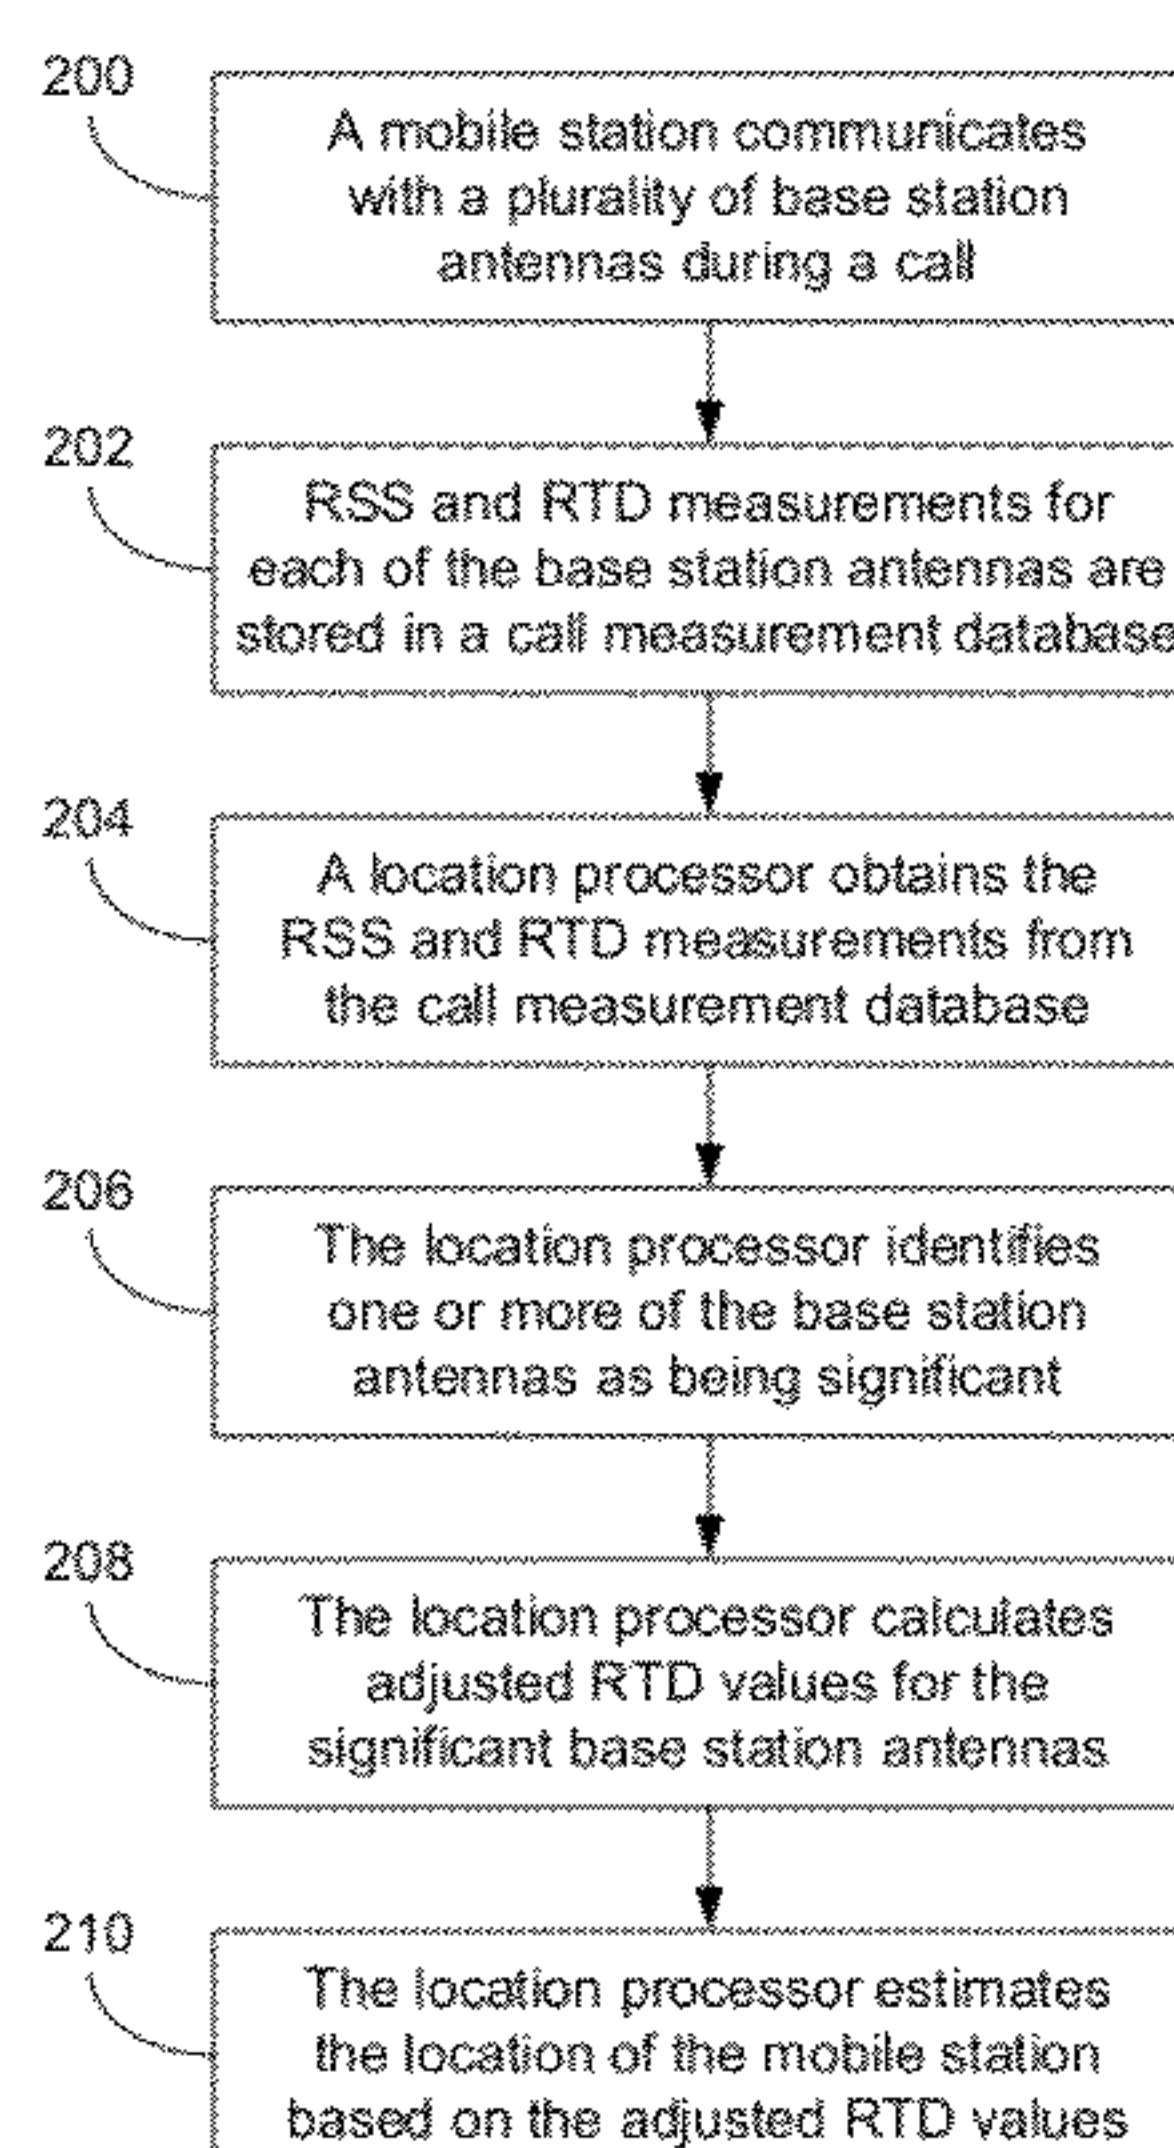 200
A mobile station communicates
with a plurality of base station
antennas during a call
202
RSS and RTD measurements for
each of the base station antennas are
stored in a call measurement database
204
A location processor obtains the
RSS and RTD measurements from
the call measurement database
206
The location processor identifies
one or more of the base station
antennas as being significant
208
The location processor calculates
adjusted RTD values for the
significant base station antennas
210
The location processor estimates
the location of the mobile station
based on the adjusted RTD values